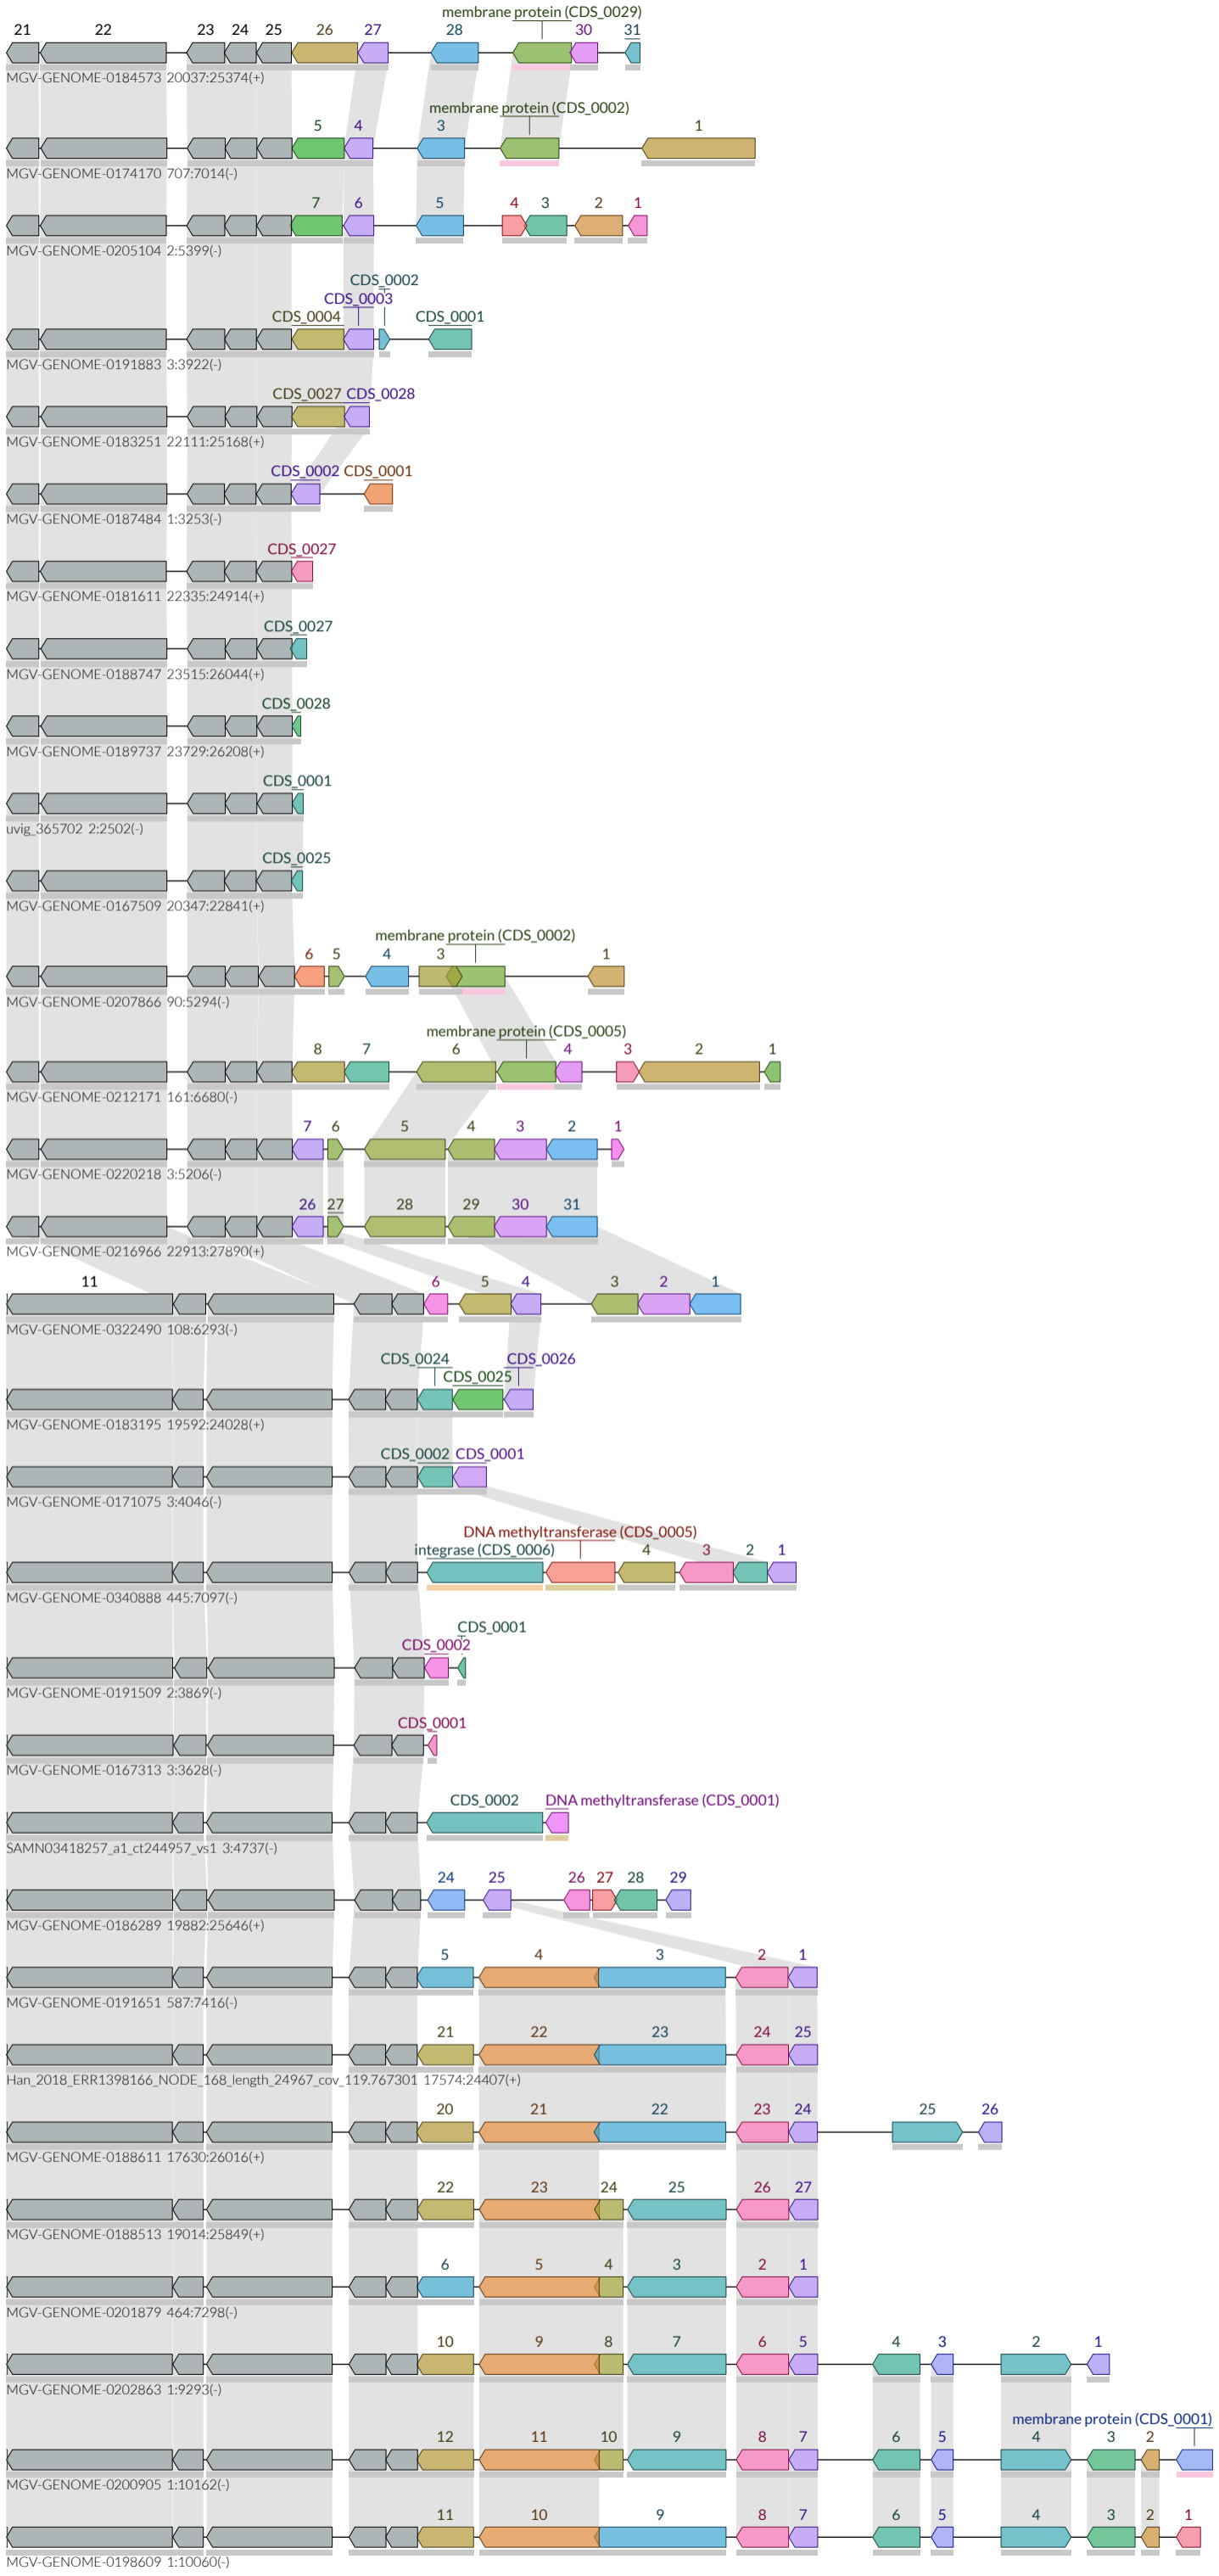 membrane protein (CDS_0029)
21 22 23 24 25 26 27 28 30 31
MGV-GENOME-0184573 20037:25374(+)
membrane protein (CDS_0002)
5 4 3 1
MGV-GENOME-0174170 707:7014(-)
7 6 5 4 3 2 1
MGV-GENOME-0205104 2:5399(-)
CDS_0002
CDS_0003
CDS_0004 CDS_0001
MGV-GENOME-0191883 3:3922(-)
CDS_0027 CDS_0028
MGV-GENOME-0183251 22111:25168(+)
CDS_0002 CDS_0001
MGV-GENOME-0187484 1:3253(-)
CDS_0027
MGV-GENOME-0181611 22335:24914(+)
CDS_0027
MGV-GENOME-0188747 23515:26044(+)
CDS_0028
MGV-GENOME-0189737 23729:26208(+)
CDS_0001
uvig_365702 2:2502(-)
CDS_0025
MGV-GENOME-0167509 20347:22841(+)
membrane protein (CDS_0002)
6 5 4 3 1
MGV-GENOME-0207866 90:5294(-)
membrane protein (CDS_0005)
8 7 6 4 3 2 1
MGV-GENOME-0212171 161:6680(-)
7 6 5 4 3 2 1
MGV-GENOME-0220218 3:5206(-)
26 27 28 29 30 31
MGV-GENOME-0216966 22913:27890(+)
11 6 5 4 3 2 1
MGV-GENOME-0322490 108:6293(-)
CDS_0024 CDS_0026
CDS_0025
MGV-GENOME-0183195 19592:24028(+)
CDS_0002 CDS_0001
MGV-GENOME-0171075 3:4046(-)
DNA methyltransferase (CDS_0005)
integrase (CDS_0006) 4 3 2 1
MGV-GENOME-0340888 445:7097(-)
CDS_0001
CDS_0002
MGV-GENOME-0191509 2:3869(-)
CDS_0001
MGV-GENOME-0167313 3:3628(-)
CDS_0002 DNA methyltransferase (CDS_0001)
SAMN03418257_a1_ct244957_vs1 3:4737(-)
24 25 26 27 28 29
MGV-GENOME-0186289 19882:25646(+)
5 4 3 2 1
MGV-GENOME-0191651 587:7416(-)
21 22 23 24 25
Han_2018_ERR1398166_NODE_168_length_24967_cov_119.767301 17574:24407(+)
20 21 22 23 24 25 26
MGV-GENOME-0188611 17630:26016(+)
22 23 24 25 26 27
MGV-GENOME-0188513 19014:25849(+)
6 5 4 3 2 1
MGV-GENOME-0201879 464:7298(-)
10 9 8 7 6 5 4 3 2 1
MGV-GENOME-0202863 1:9293(-)
membrane protein (CDS_0001)
12 11 10 9 8 7 6 5 4 3 2
MGV-GENOME-0200905 1:10162(-)
11 10 9 8 7 6 5 4 3 2 1
MGV-GENOME-0198609 1:10060(-)